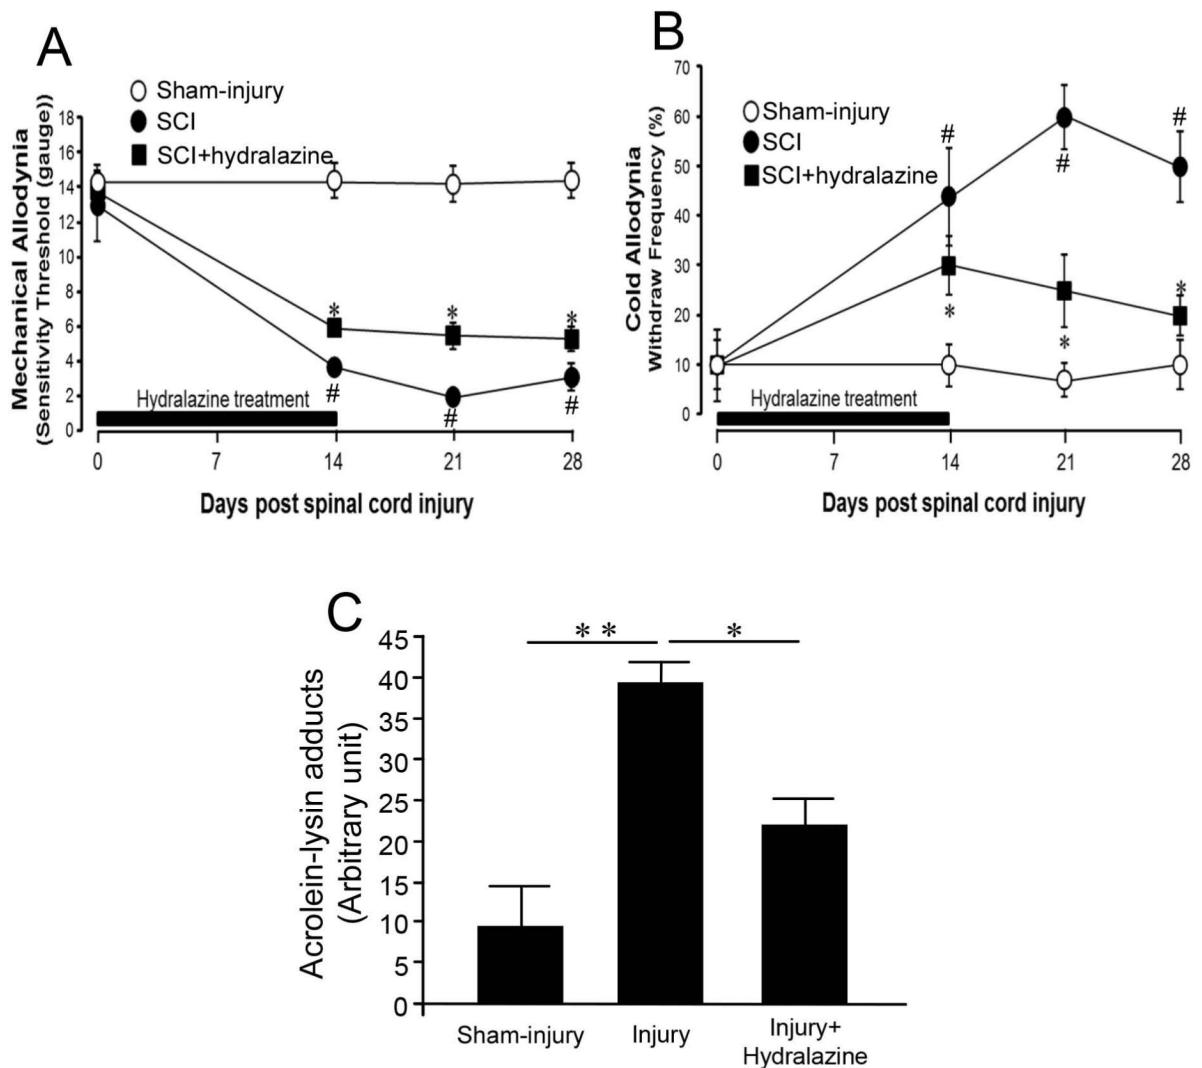 A
Sham-injury
SCI
SCI+hydralazine
Mechanical Allodynia
(Sensitivity Threshold (gauge))
18
16
14
12
10
8
6
4
2
0
*
*
*
#
#
#
Hydralazine treatment
0 7 14 21 28
Days post spinal cord injury
B
Sham-injury
SCI
SCI+hydralazine
Cold Allodynia
Withdraw Frequency (%)
70
60
50
40
30
20
10
0
#
#
#
*
*
*
Hydralazine treatment
0 7 14 21 28
Days post spinal cord injury
C
Acrolein-lysin adducts
(Arbitrary unit)
45
40
35
30
25
20
15
10
5
0
* *
*
Sham-injury
Injury
Injury+
Hydralazine